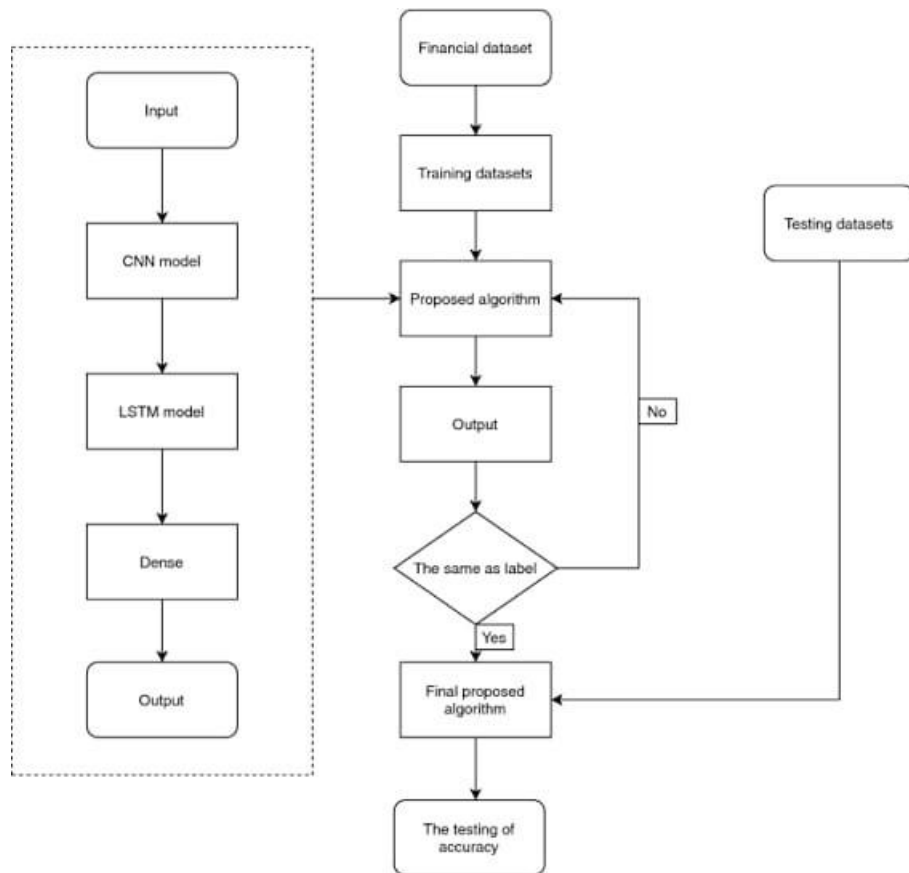 Input
CNN model
LSTM model
Dense
Output
Financial dataset
Training datasets
Proposed algorithm
Output
The same as label
No
Yes
Final proposed
algorithm
The testing of
accuracy
Testing datasets